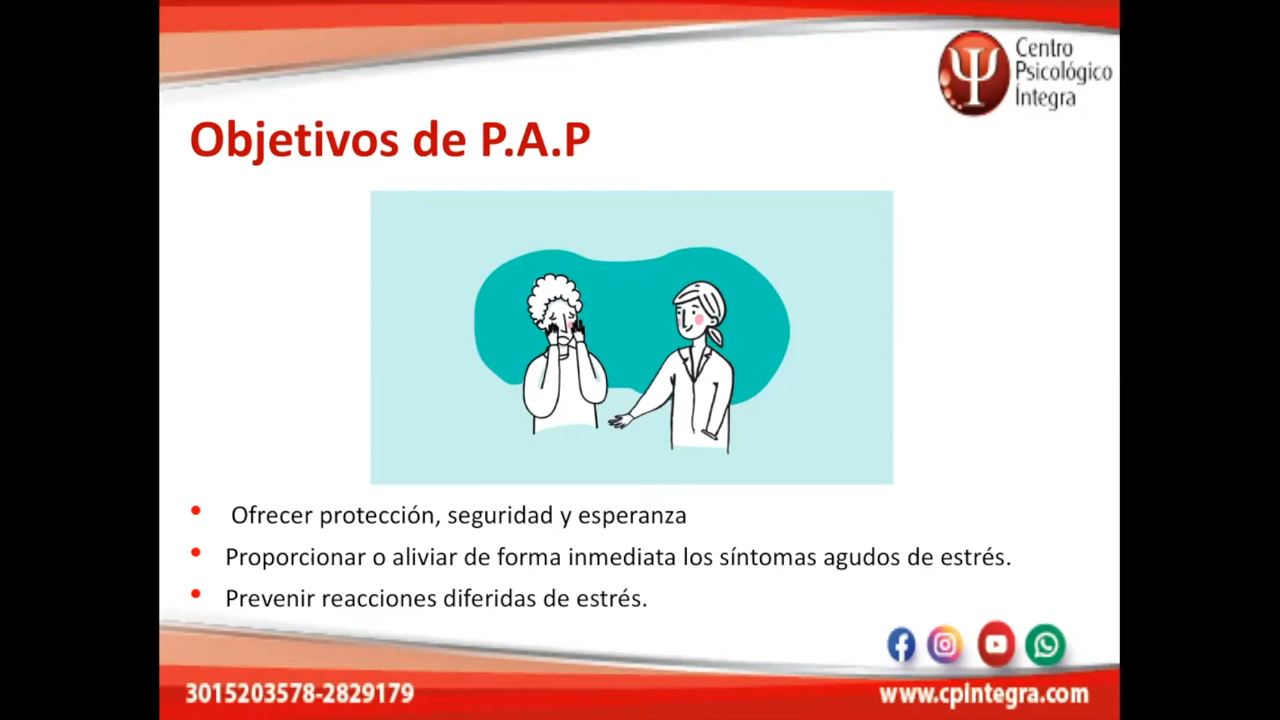 Centro
Psicológico
Íntegra
Objetivos de P.A.P
• Ofrecer protección, seguridad y esperanza
• Proporcionar o aliviar de forma inmediata los síntomas agudos de estrés.
• Prevenir reacciones diferidas de estrés.
3015203578-2829179
www.cpintegra.com